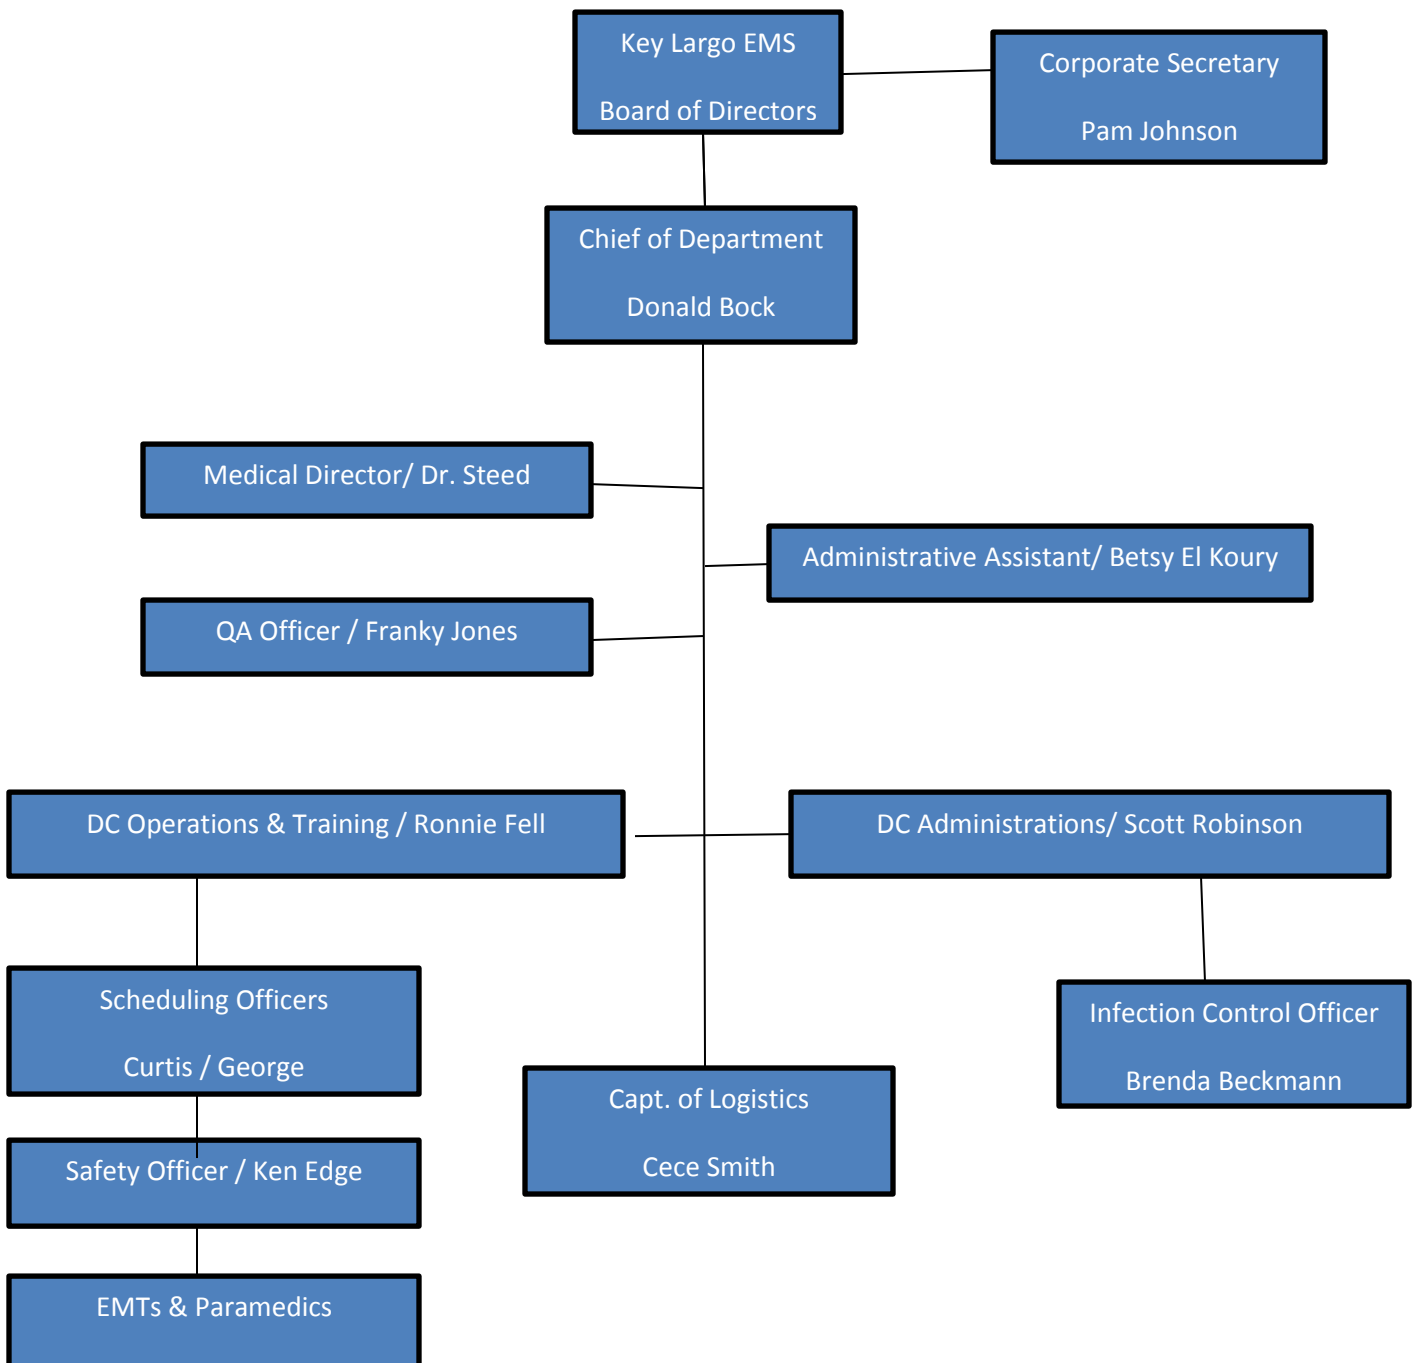 Key Largo EMS
Board of Directors
Corporate Secretary
Pam Johnson
Chief of Department
Donald Bock
Medical Director/ Dr. Steed
Administrative Assistant/ Betsy El Koury
QA Officer / Franky Jones
DC Operations & Training / Ronnie Fell
DC Administrations/ Scott Robinson
Scheduling Officers
Curtis / George
Infection Control Officer
Brenda Beckmann
Capt. of Logistics
Cece Smith
Safety Officer / Ken Edge
EMTs & Paramedics